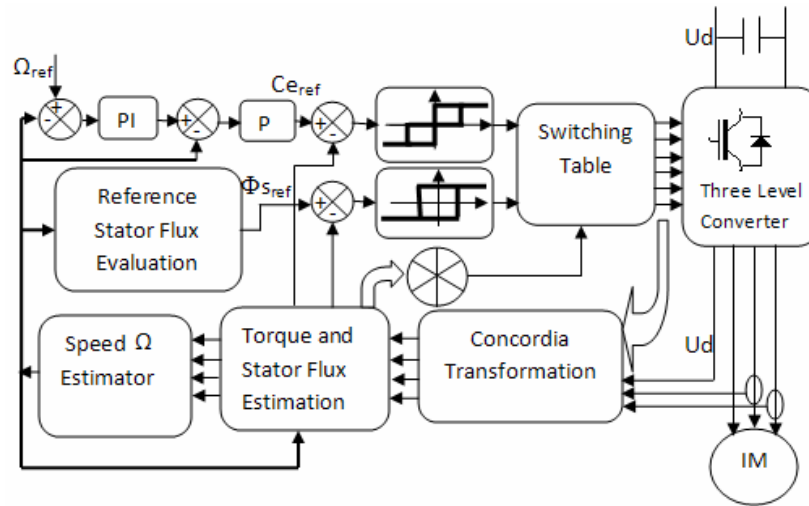 Ud
Ωref
Ceref
+
-
PI
+
-
P
+
-
Switching
Table
Three Level
Converter
Reference
Stator Flux
Evaluation
Φsref
+
-
Speed Ω
Estimator
Torque and
Stator Flux
Estimation
Concordia
Transformation
Ud
IM